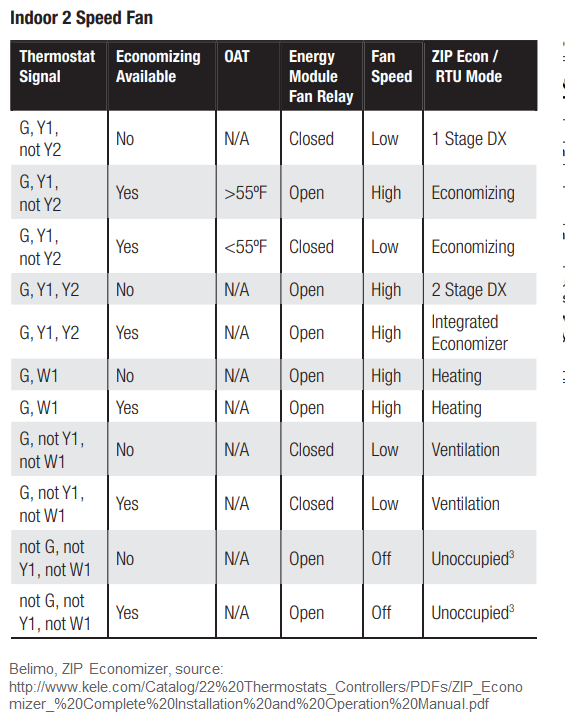 Indoor 2 Speed Fan
Thermostat Signal | Economizing Available | OAT | Energy Module Fan Relay | Fan Speed | ZIP Econ / RTU Mode
G, Y1, not Y2 | No | N/A | Closed | Low | 1 Stage DX
G, Y1, not Y2 | Yes | >55ºF | Open | High | Economizing
G, Y1, not Y2 | Yes | <55ºF | Closed | Low | Economizing
G, Y1, Y2 | No | N/A | Open | High | 2 Stage DX
G, Y1, Y2 | Yes | N/A | Open | High | Integrated Economizer
G, W1 | No | N/A | Open | High | Heating
G, W1 | Yes | N/A | Open | High | Heating
G, not Y1, not W1 | No | N/A | Closed | Low | Ventilation
G, not Y1, not W1 | Yes | N/A | Closed | Low | Ventilation
not G, not Y1, not W1 | No | N/A | Open | Off | Unoccupied³
not G, not Y1, not W1 | Yes | N/A | Open | Off | Unoccupied³
Belimo, ZIP Economizer, source:
http://www.kele.com/Catalog/22%20Thermostats_Controllers/PDFs/ZIP_Econo
mizer_%20Complete%20Installation%20and%20Operation%20Manual.pdf